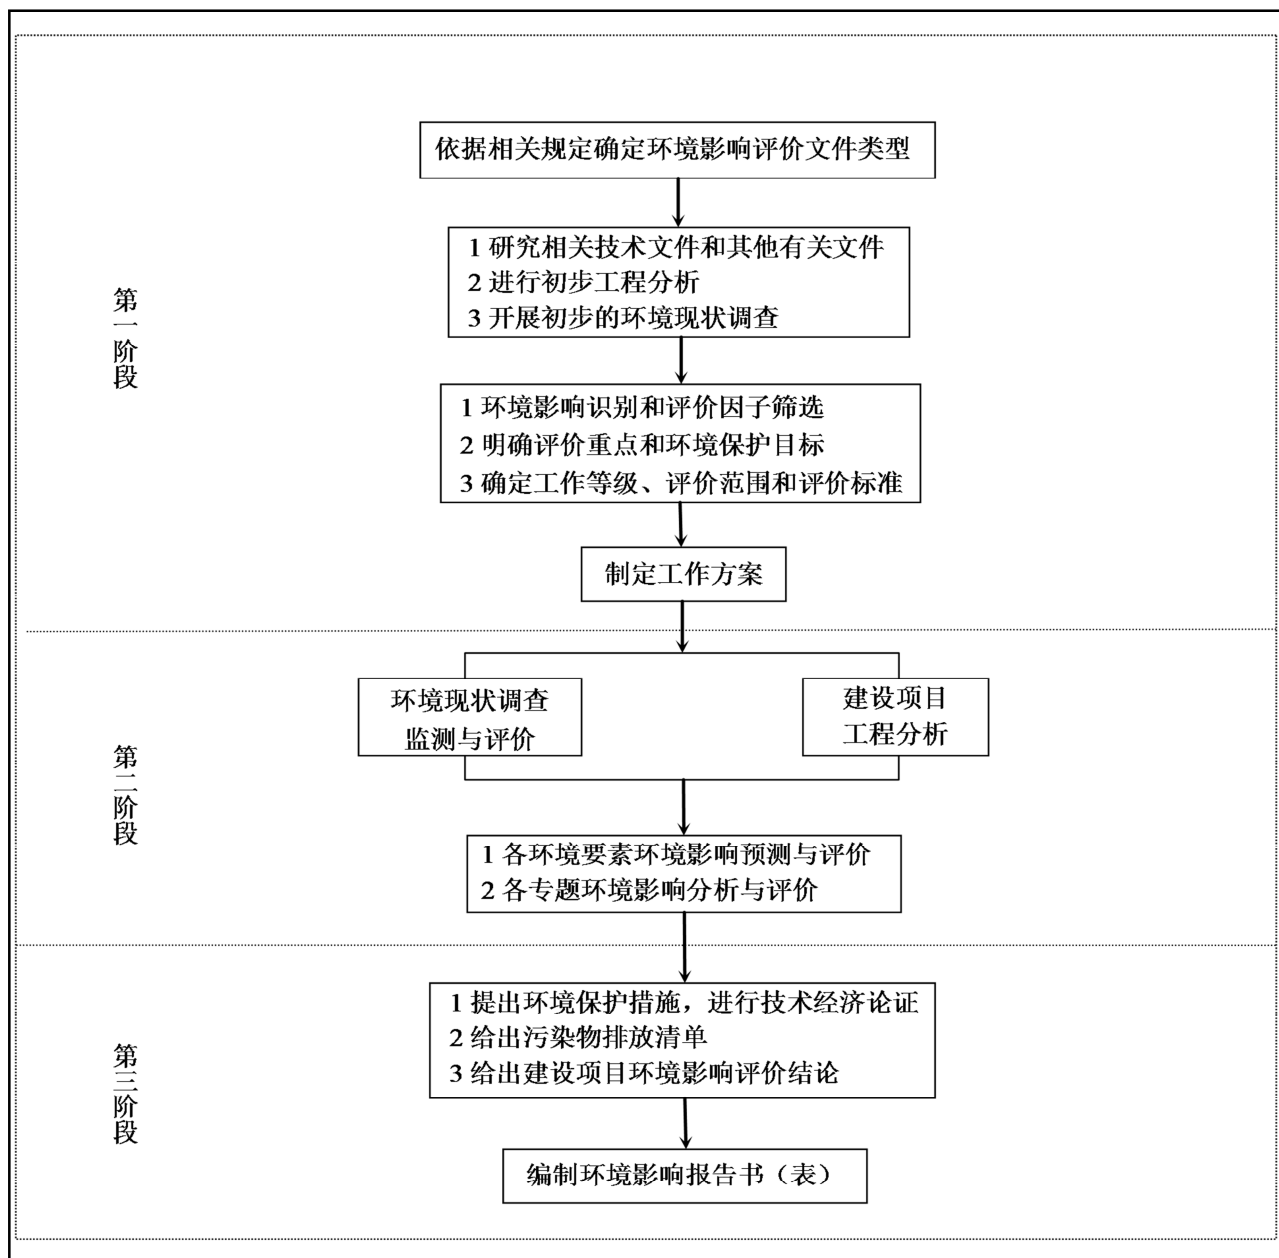 依据相关规定确定环境影响评价文件类型
1 研究相关技术文件和其他有关文件
2 进行初步工程分析
3 开展初步的环境现状调查
第一阶段
1 环境影响识别和评价因子筛选
2 明确评价重点和环境保护目标
3 确定工作等级、评价范围和评价标准
制定工作方案
环境现状调查
监测与评价
建设项目
工程分析
第二阶段
1 各环境要素环境影响预测与评价
2 各专题环境影响分析与评价
1 提出环境保护措施，进行技术经济论证
2 给出污染物排放清单
3 给出建设项目环境影响评价结论
第三阶段
编制环境影响报告书（表）